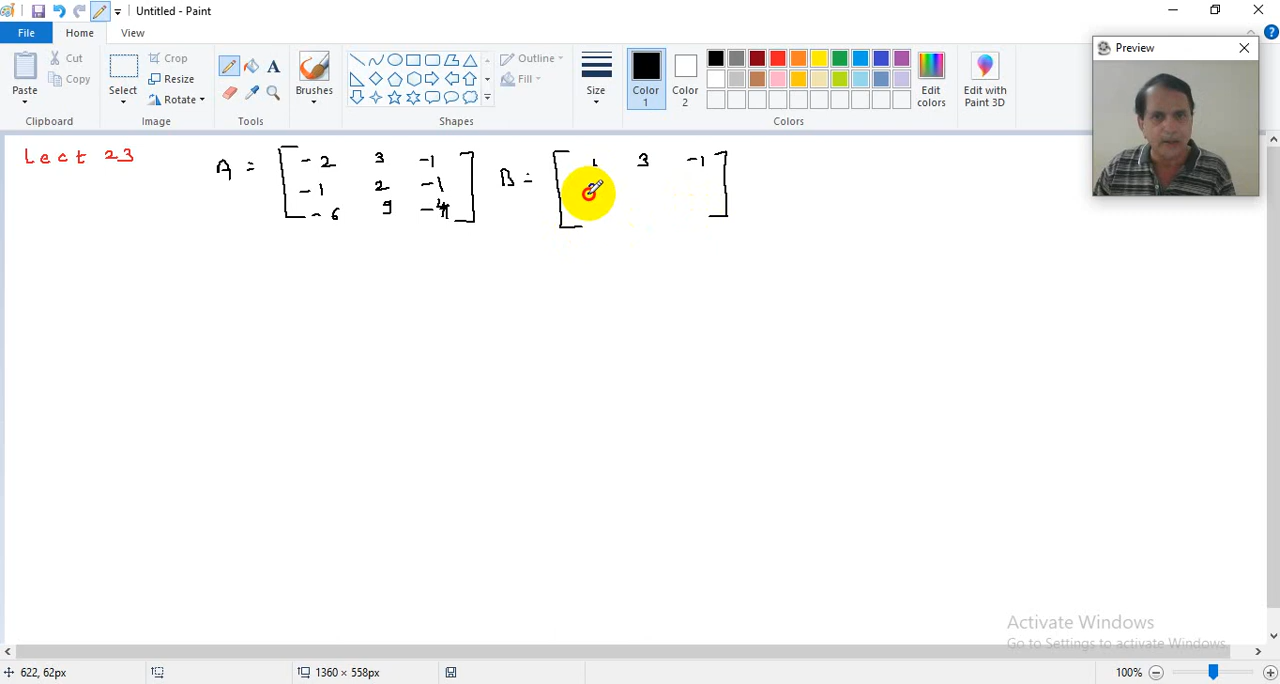 Untitled - Paint
File Home View
Cut
Copy
Paste
Clipboard
Crop
Resize
Rotate
Select
Image
Tools
Brushes
Outline
Fill
Shapes
Size
Color 1
Color 2
Edit colors
Colors
Edit with Paint 3D
Preview
Lect 23
A = -2 3 -1 B = 1 3 -1
-1 2 -1
-6 9 -4
Activate Windows
Go to Settings to activate Windows.
622, 62px
1360 × 558px
100%